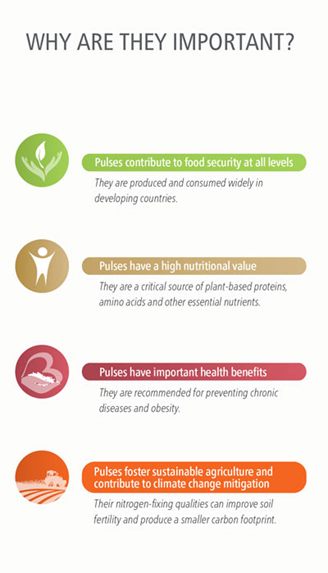 WHY ARE THEY IMPORTANT?
Pulses contribute to food security at all levels
They are produced and consumed widely in
developing countries.
Pulses have a high nutritional value
They are a critical source of plant-based proteins,
amino acids and other essential nutrients.
Pulses have important health benefits
They are recommended for preventing chronic
diseases and obesity.
Pulses foster sustainable agriculture and
contribute to climate change mitigation
Their nitrogen-fixing qualities can improve soil
fertility and produce a smaller carbon footprint.